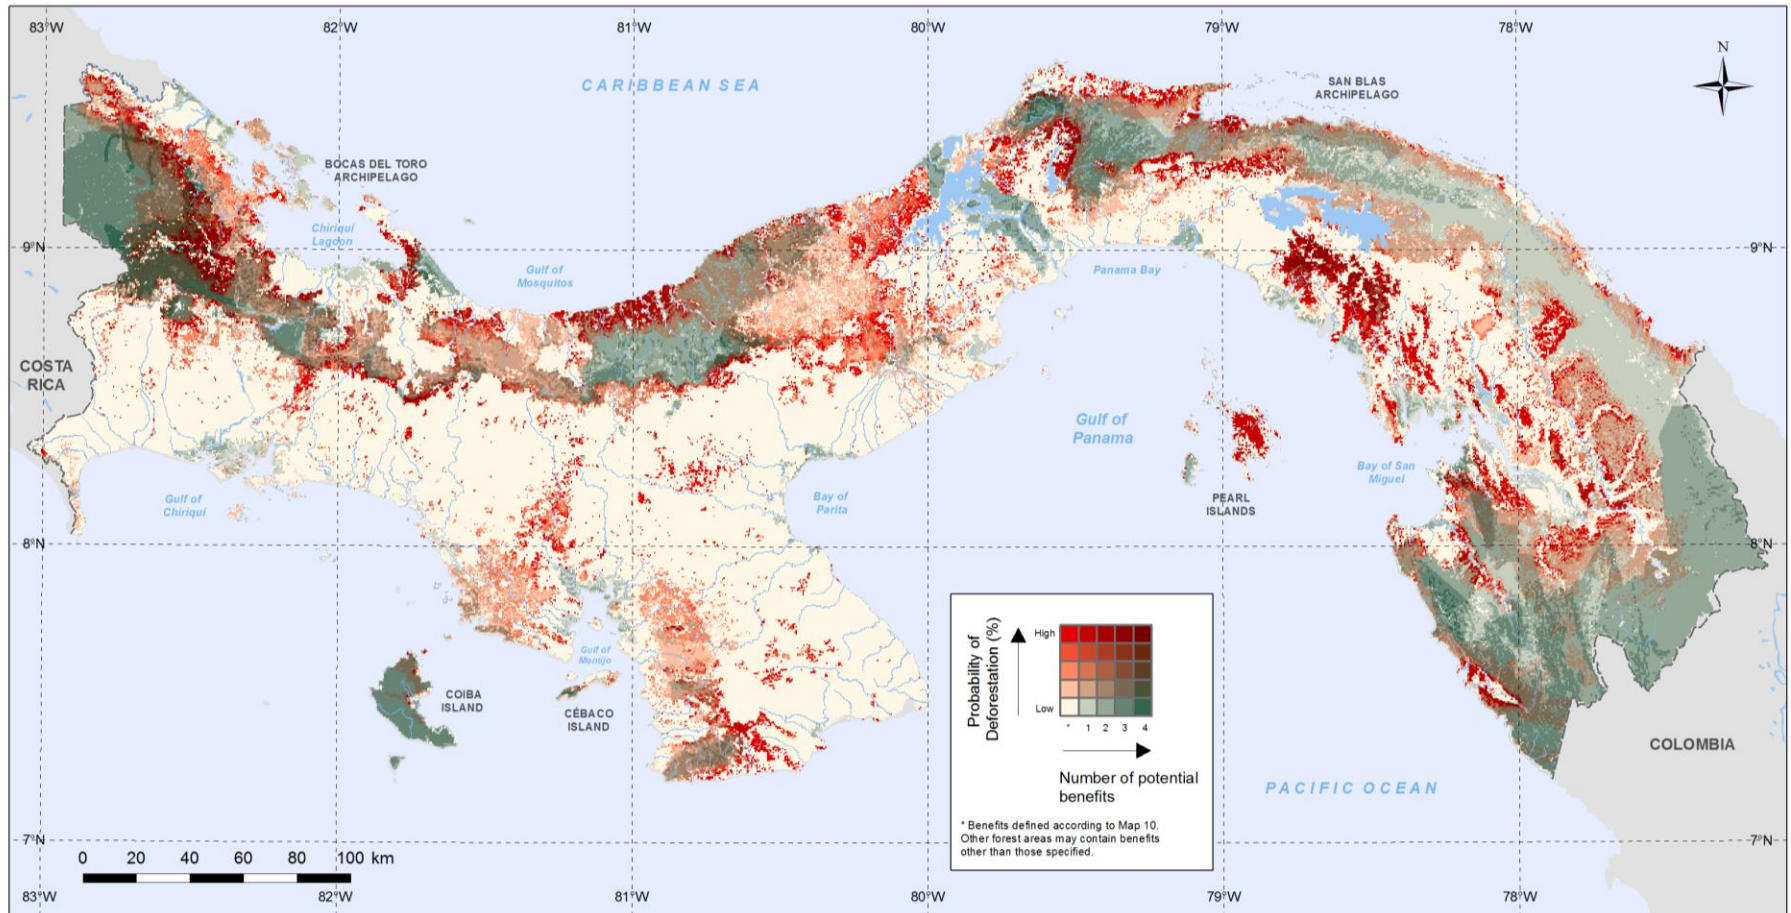 83°W
82°W
81°W
80°W
79°W
78°W
N
CARIBBEAN SEA
SAN BLAS
ARCHIPELAGO
BOCAS DEL TORO
ARCHIPELAGO
Chiriquí
Lagoon
9°N
9°N
Gulf of
Mosquitos
Panama Bay
COSTA
RICA
Gulf of
Panama
Gulf of
Chiriquí
Bay of
Parita
PEARL
ISLANDS
Bay of San
Miguel
8°N
8°N
Gulf of
Montijo
COIBA
ISLAND
CÉBACO
ISLAND
Probability of
Deforestation (%)
High
Low
* 1 2 3 4
Number of potential
benefits
* Benefits defined according to Map 10.
Other forest areas may contain benefits
other than those specified.
COLOMBIA
PACIFIC OCEAN
7°N
7°N
0 20 40 60 80 100 km
83°W
82°W
81°W
80°W
79°W
78°W